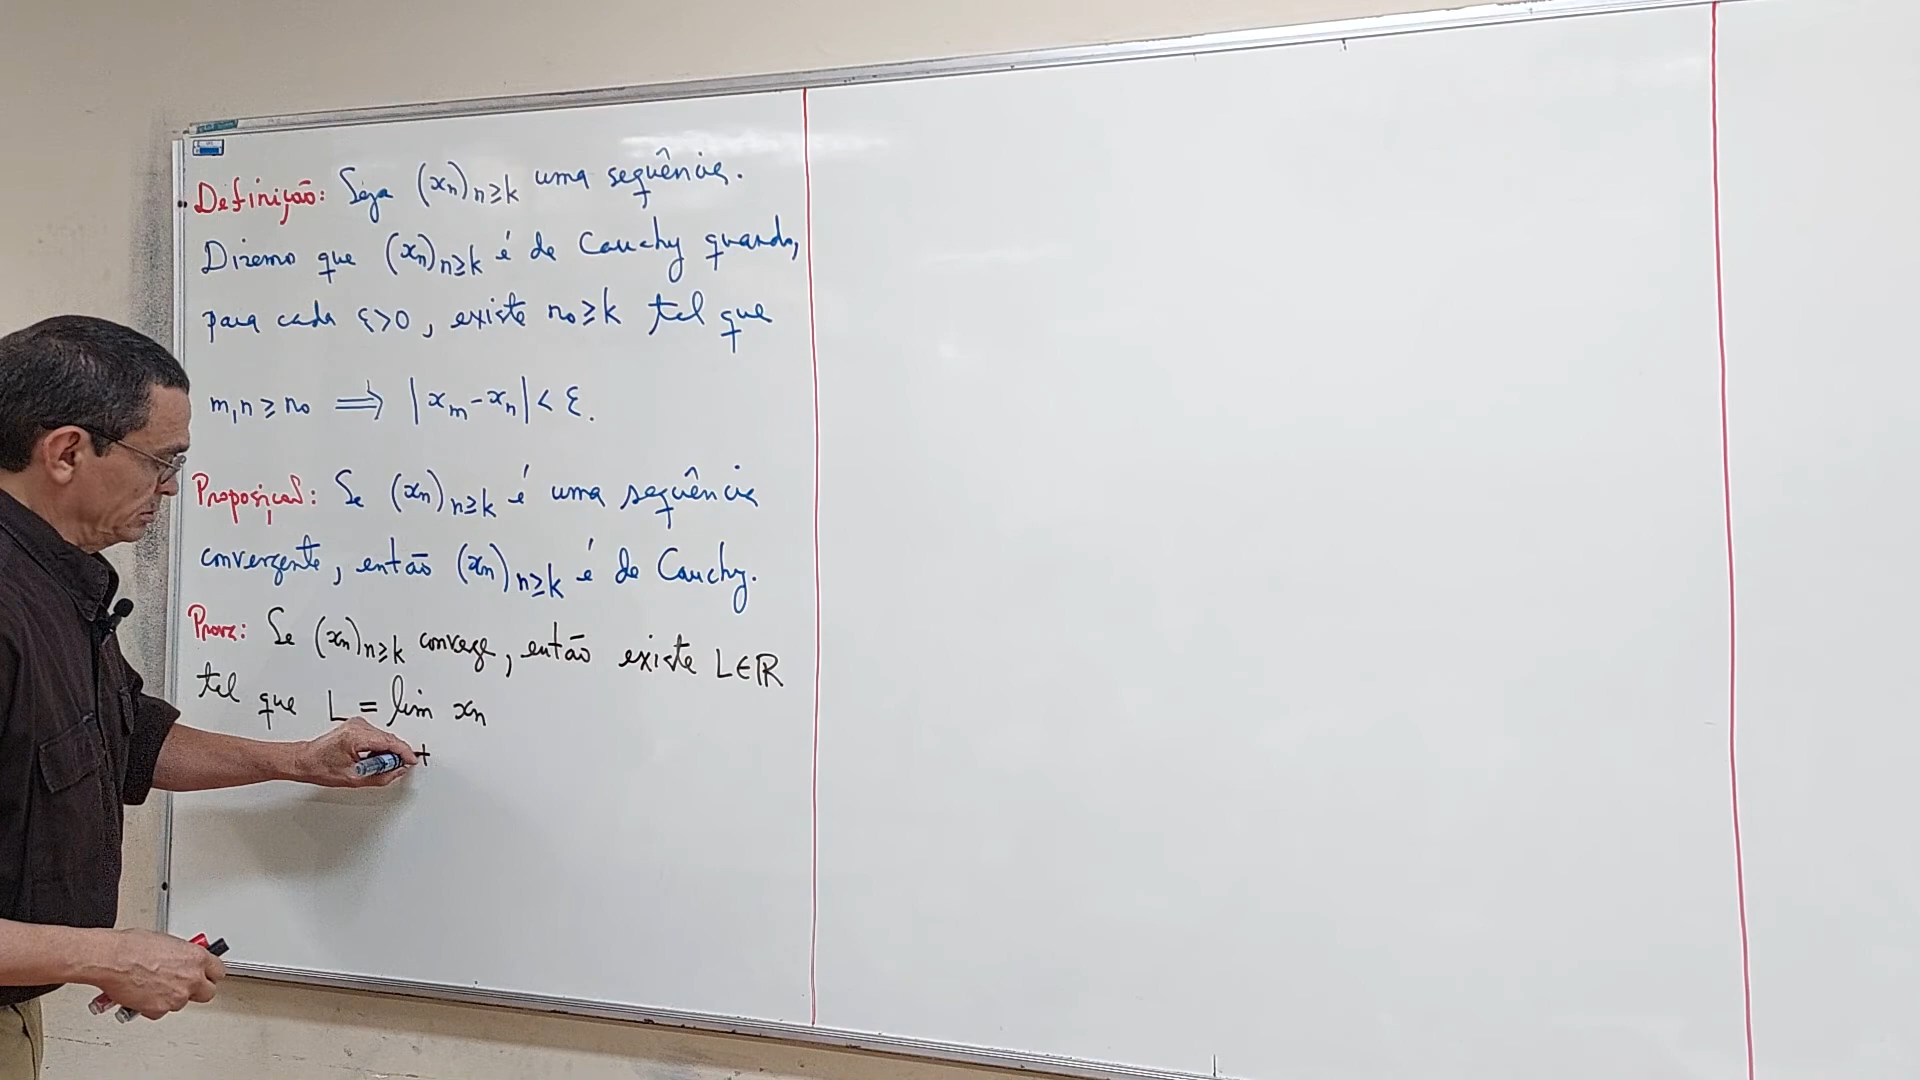 Definição: Seja (xn)n≥k uma sequência.
Dizemo que (xn)n≥k é de Cauchy quando,
para cada ε>0, existe n₀≥k tal que
m,n≥n₀ ⟹ |xm-xn|<ε.
Proposição: Se (xn)n≥k é uma sequência
convergente, então (xn)n≥k é de Cauchy.
Prova: Se (xn)n≥k converge, então existe L∈ℝ
tal que L = lim xn
+